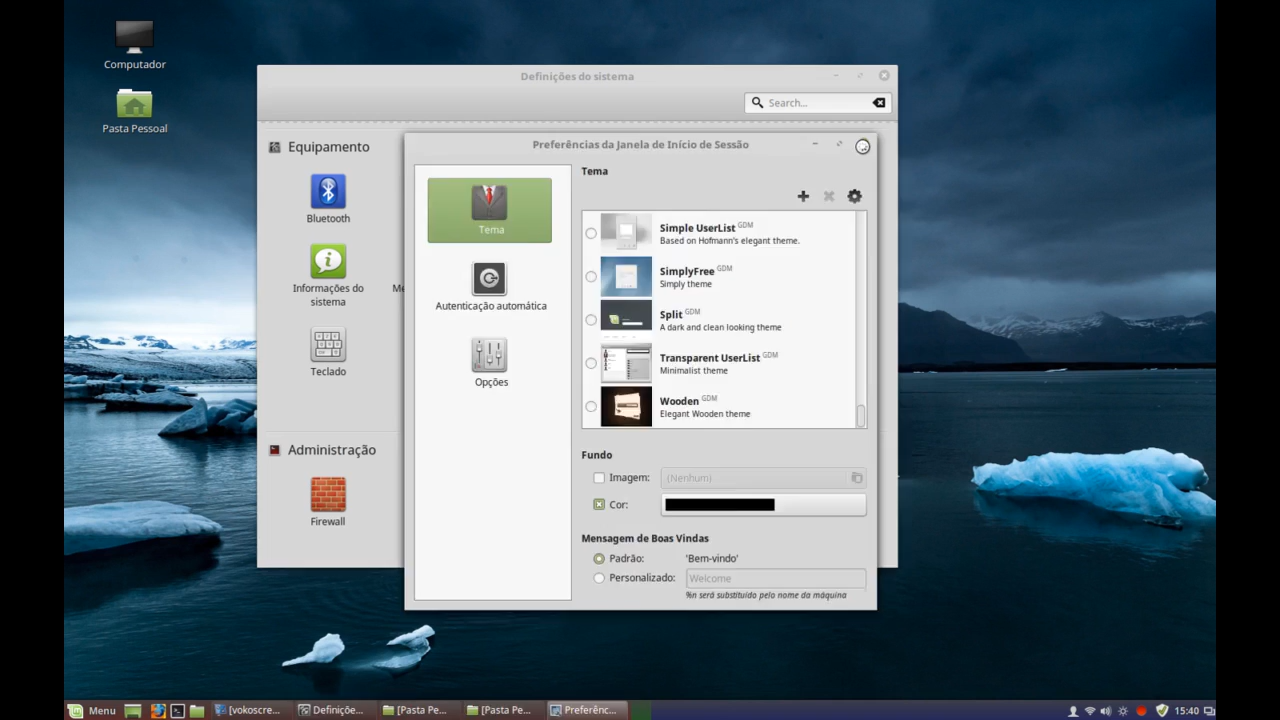 Computador
Pasta Pessoal
Definições do sistema
Search...
Equipamento
Bluetooth
Informações do
sistema
Me
Teclado
Administração
Firewall
Preferências da Janela de Início de Sessão
Tema
Autenticação automática
Opções
Tema
Simple UserList GDM
Based on Hofmann's elegant theme.
SimplyFree GDM
Simply theme
Split GDM
A dark and clean looking theme
Transparent UserList GDM
Minimalist theme
Wooden GDM
Elegant Wooden theme
Fundo
Imagem: (Nenhum)
Cor:
Mensagem de Boas Vindas
Padrão: 'Bem-vindo'
Personalizado: Welcome
%n será substituído pelo nome da máquina
Menu [vokoscre... Definiçõe... [Pasta Pe... [Pasta Pe... Preferênc... 15:40